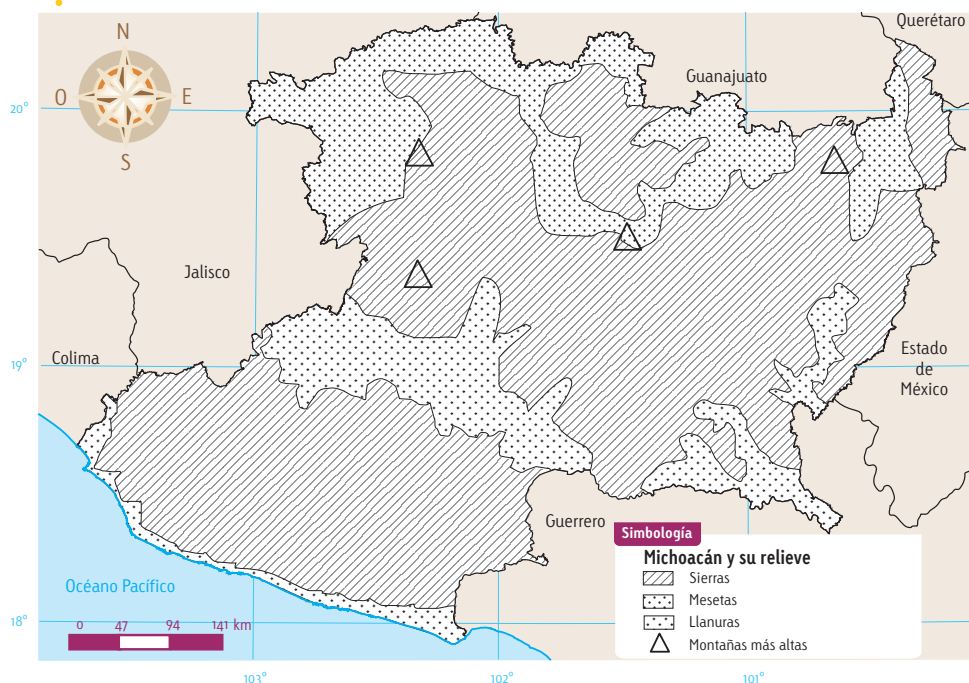 Querétaro
N
Guanajuato
O
E
20°
S
Jalisco
Colima
19°
Estado
de
México
Guerrero
Simbología
Michoacán y su relieve
Sierras
Mesetas
Llanuras
Montañas más altas
Océano Pacífico
0 47 94 141 km
18°
103° 102° 101°